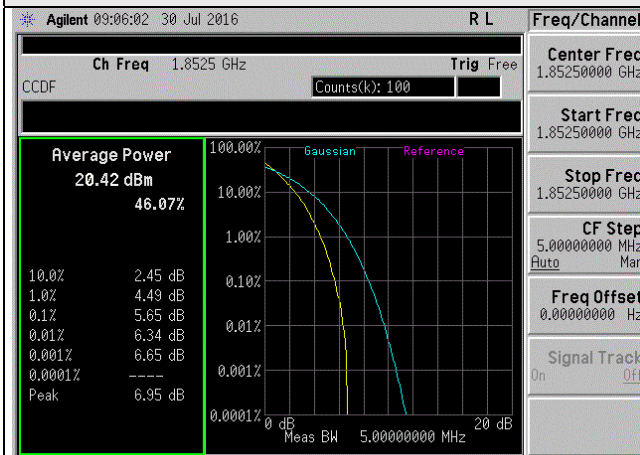 Agilent 09:06:02 30 Jul 2016 R L Freq/Channel
Ch Freq 1.8525 GHz Trig Free
CCDF Counts(k): 100
Center Freq
1.85250000 GHz
Start Freq
1.85250000 GHz
Stop Freq
1.85250000 GHz
CF Step
5.00000000 MHz
Auto Man
Freq Offset
0.00000000 Hz
Signal Track
On Off
Average Power
20.42 dBm
46.07%
10.0% 2.45 dB
1.0% 4.49 dB
0.1% 5.65 dB
0.01% 6.34 dB
0.001% 6.65 dB
0.0001% ----
Peak 6.95 dB
Gaussian Reference
100.00%
10.00%
1.00%
0.10%
0.01%
0.001%
0.0001%
0 dB 20 dB
Meas BW 5.00000000 MHz